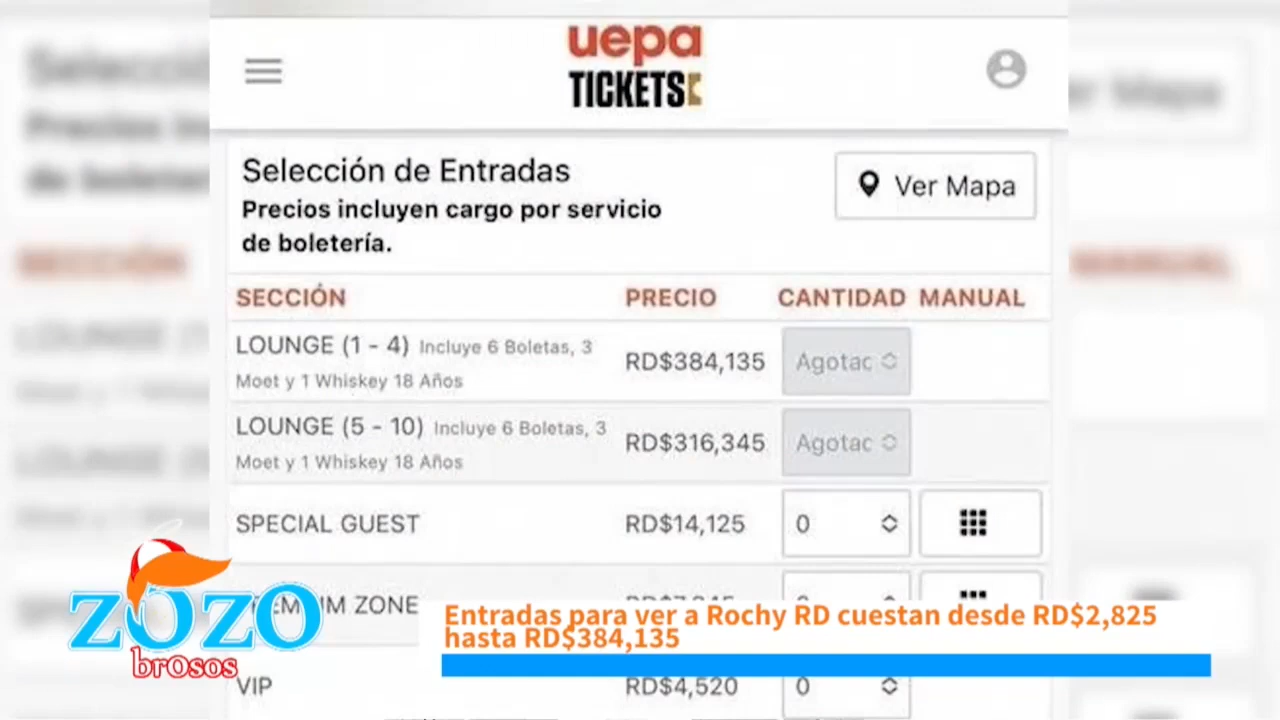 uepa
TICKETS
Selección de Entradas
Ver Mapa
Precios incluyen cargo por servicio
de boletería.
SECCIÓN PRECIO CANTIDAD MANUAL
LOUNGE (1 - 4) Incluye 6 Boletas, 3
Moet y 1 Whiskey 18 Años
RD$384,135 Agotac
LOUNGE (5 - 10) Incluye 6 Boletas, 3
Moet y 1 Whiskey 18 Años
RD$316,345 Agotac
SPECIAL GUEST RD$14,125 0
ZONE
VIP RD$4,520 0
ZOZO
brosos
Entradas para ver a Rochy RD cuestan desde RD$2,825
hasta RD$384,135